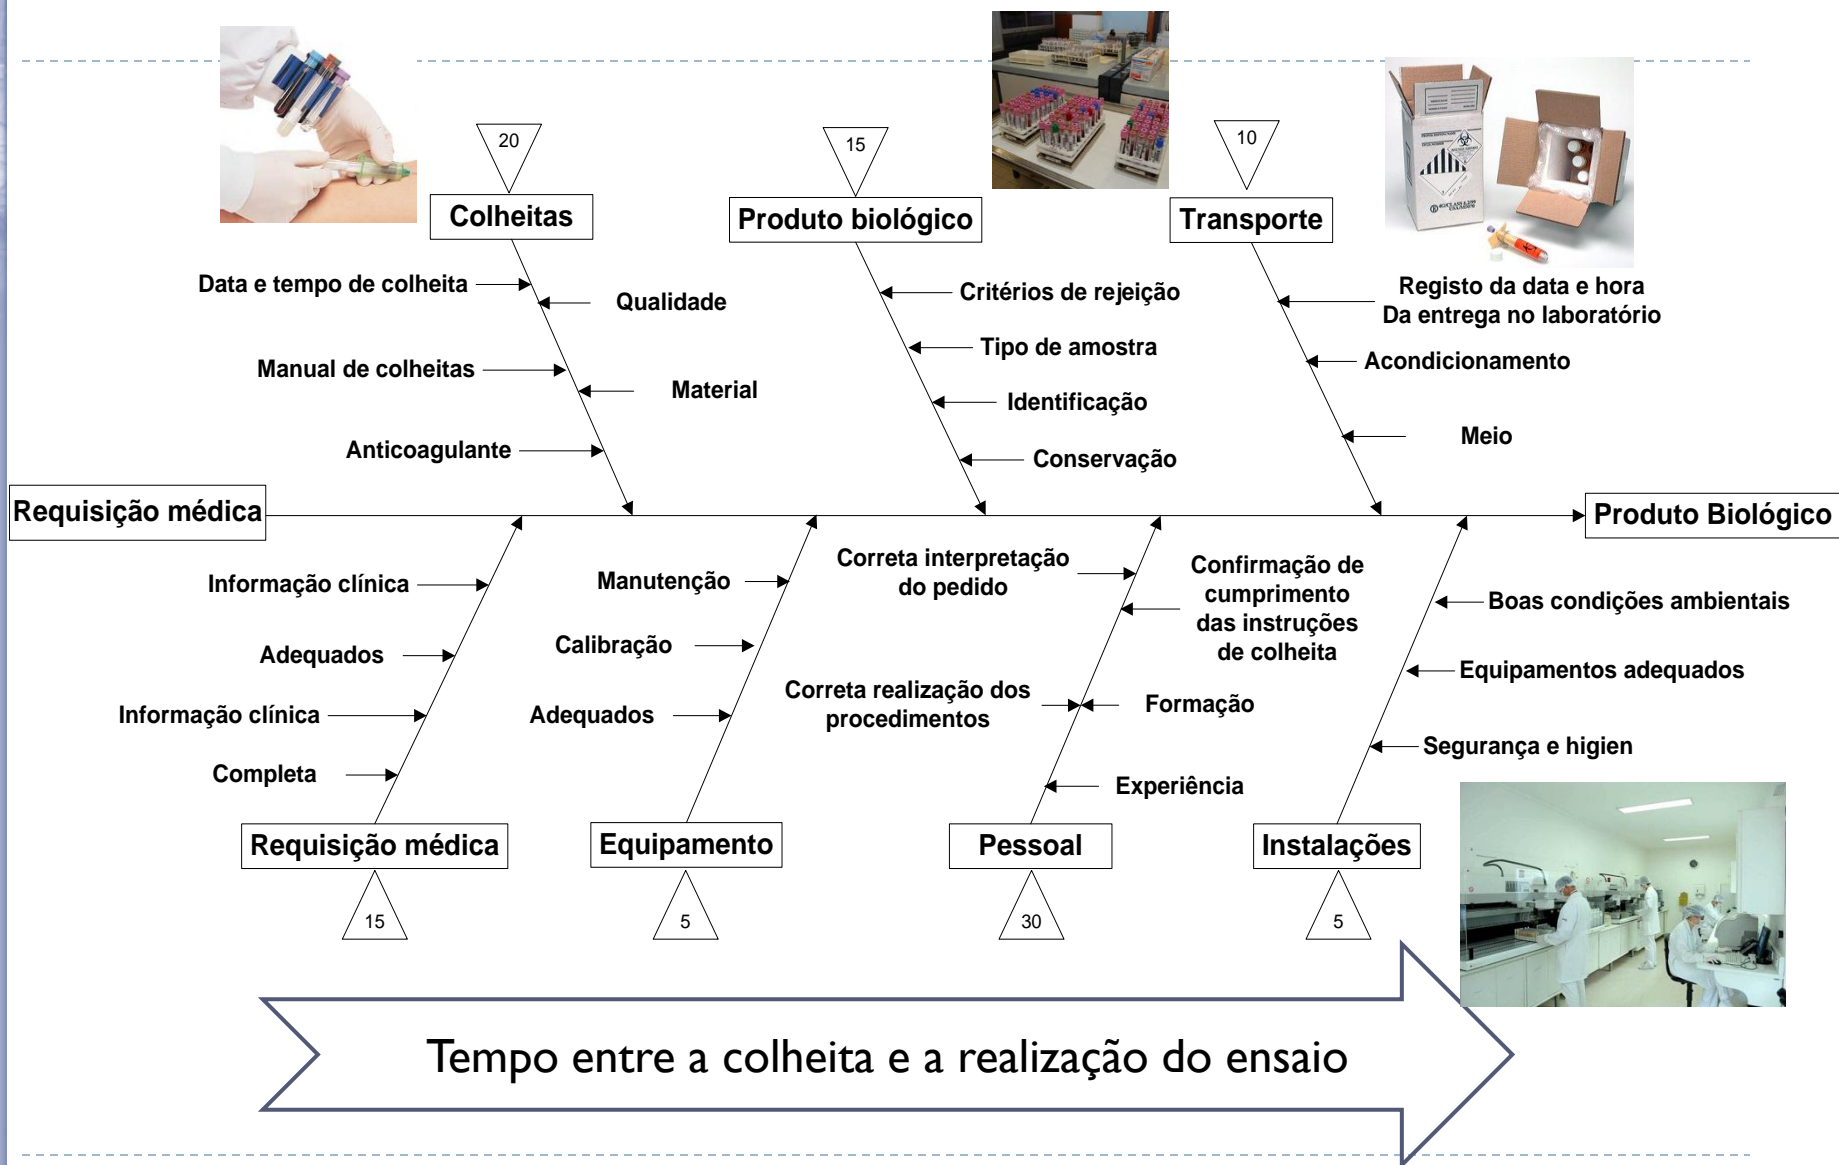 20
15
10
Colheitas
Produto biológico
Transporte
Data e tempo de colheita
Qualidade
Manual de colheitas
Material
Anticoagulante
Critérios de rejeição
Tipo de amostra
Identificação
Conservação
Registo da data e hora
Da entrega no laboratório
Acondicionamento
Meio
Requisição médica
Produto Biológico
Informação clínica
Adequados
Informação clínica
Completa
Manutenção
Calibração
Adequados
Correta interpretação
do pedido
Confirmação de
cumprimento
das instruções
de colheita
Correta realização dos
procedimentos
Formação
Experiência
Boas condições ambientais
Equipamentos adequados
Segurança e higien
Requisição médica
Equipamento
Pessoal
Instalações
15
5
30
5
Tempo entre a colheita e a realização do ensaio